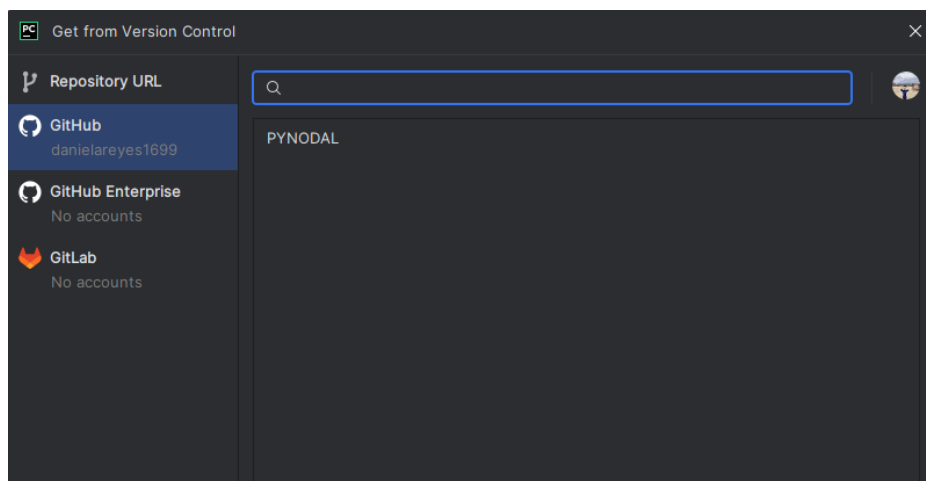 PC Get from Version Control
Repository URL
GitHub
danielareyes1699
GitHub Enterprise
No accounts
GitLab
No accounts
PYNODAL